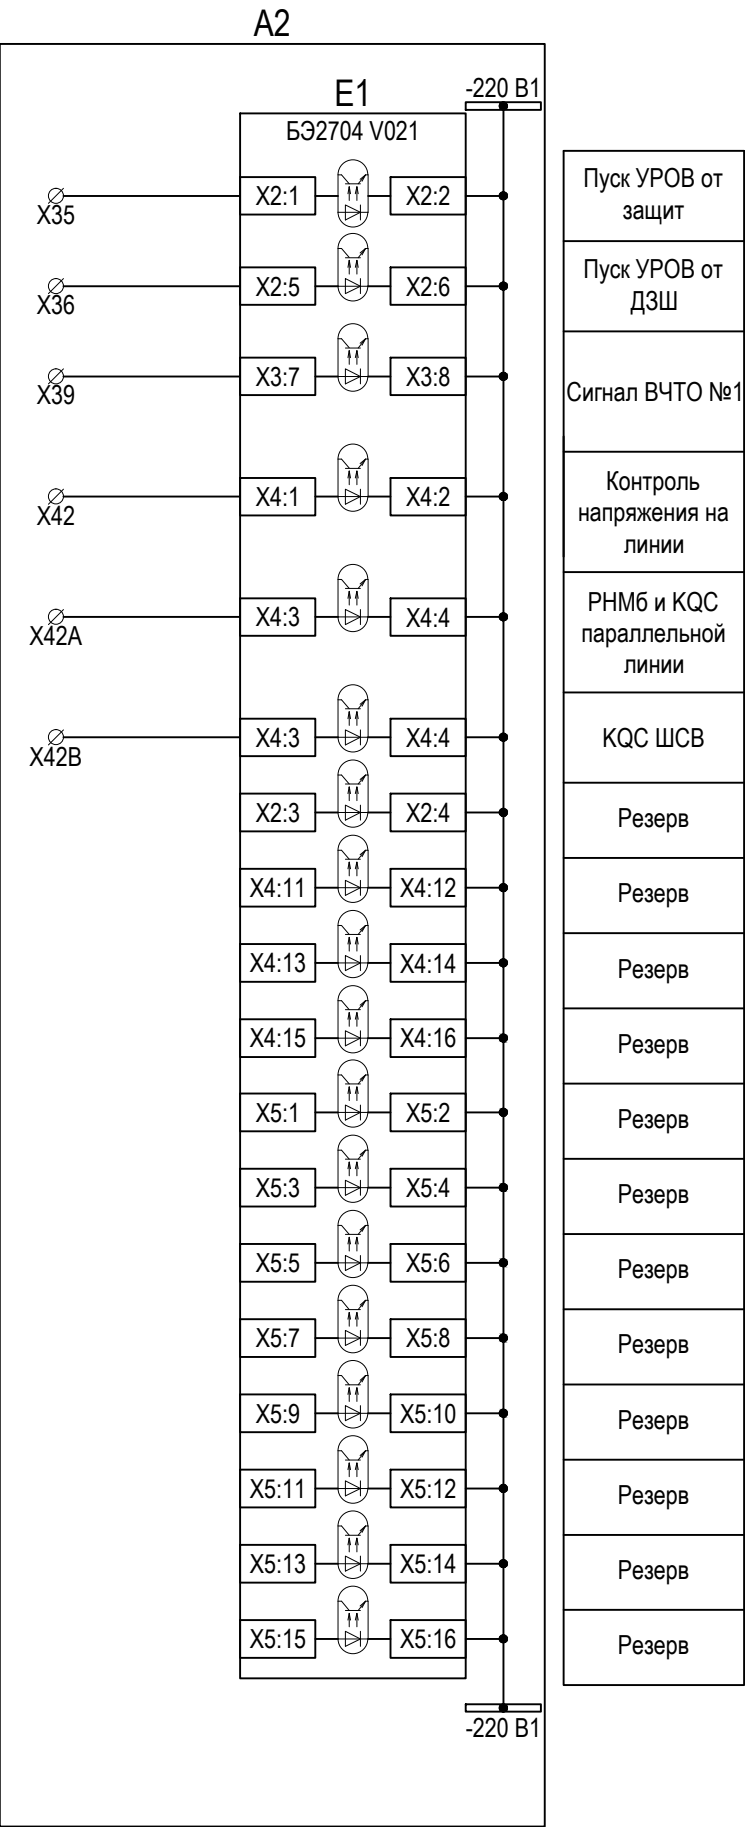 A2
E1
-220 В1
БЭ2704 V021
X35
X2:1
X2:2
Пуск УРОВ от
защит
X36
X2:5
X2:6
Пуск УРОВ от
ДЗШ
X39
X3:7
X3:8
Сигнал ВЧТО №1
X42
X4:1
X4:2
Контроль
напряжения на
линии
X42A
X4:3
X4:4
РНМб и KQC
параллельной
линии
X42B
X4:3
X4:4
KQC ШСВ
X2:3
X2:4
Резерв
X4:11
X4:12
Резерв
X4:13
X4:14
Резерв
X4:15
X4:16
Резерв
X5:1
X5:2
Резерв
X5:3
X5:4
Резерв
X5:5
X5:6
Резерв
X5:7
X5:8
Резерв
X5:9
X5:10
Резерв
X5:11
X5:12
Резерв
X5:13
X5:14
Резерв
X5:15
X5:16
Резерв
-220 В1